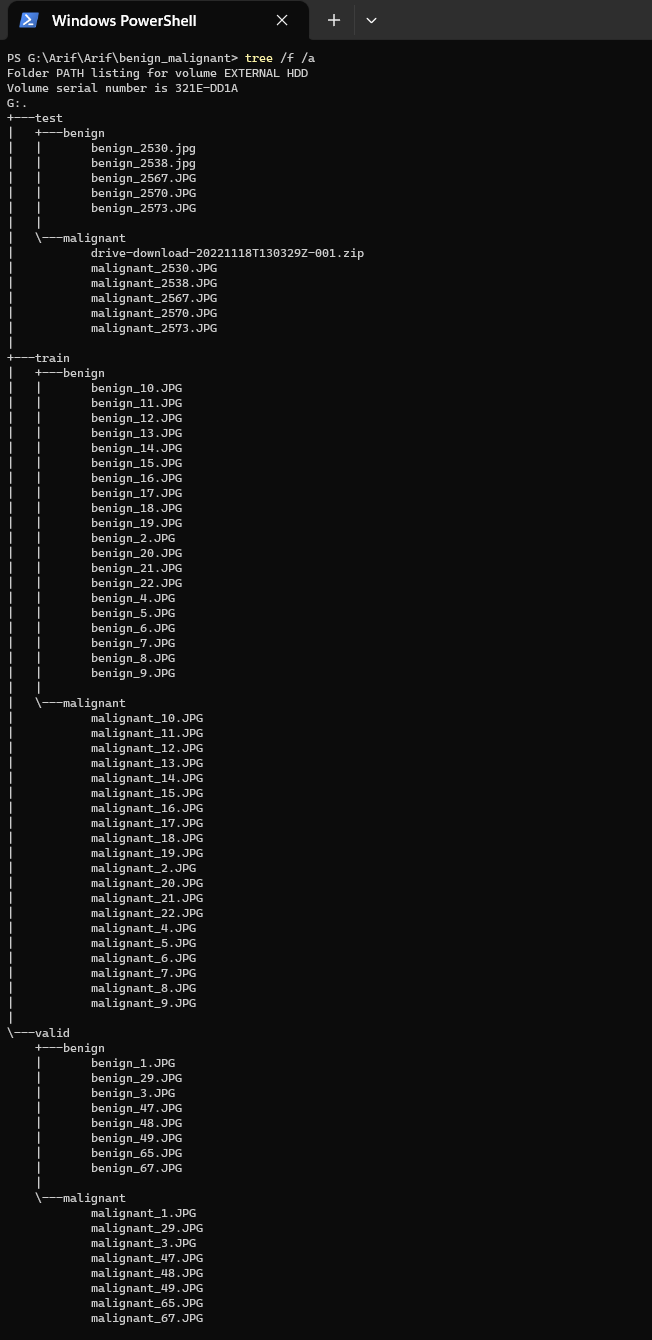 Windows PowerShell
PS G:\Arif\Arif\benign_malignant> tree /f /a
Folder PATH listing for volume EXTERNAL HDD
Volume serial number is 321E-DD1A
G:.
+---test
|   +---benign
|   |       benign_2530.jpg
|   |       benign_2538.jpg
|   |       benign_2567.JPG
|   |       benign_2570.JPG
|   |       benign_2573.JPG
|   |
|   \---malignant
|           drive-download-20221118T130329Z-001.zip
|           malignant_2530.JPG
|           malignant_2538.JPG
|           malignant_2567.JPG
|           malignant_2570.JPG
|           malignant_2573.JPG
|
+---train
|   +---benign
|   |       benign_10.JPG
|   |       benign_11.JPG
|   |       benign_12.JPG
|   |       benign_13.JPG
|   |       benign_14.JPG
|   |       benign_15.JPG
|   |       benign_16.JPG
|   |       benign_17.JPG
|   |       benign_18.JPG
|   |       benign_19.JPG
|   |       benign_2.JPG
|   |       benign_20.JPG
|   |       benign_21.JPG
|   |       benign_22.JPG
|   |       benign_4.JPG
|   |       benign_5.JPG
|   |       benign_6.JPG
|   |       benign_7.JPG
|   |       benign_8.JPG
|   |       benign_9.JPG
|   |
|   \---malignant
|           malignant_10.JPG
|           malignant_11.JPG
|           malignant_12.JPG
|           malignant_13.JPG
|           malignant_14.JPG
|           malignant_15.JPG
|           malignant_16.JPG
|           malignant_17.JPG
|           malignant_18.JPG
|           malignant_19.JPG
|           malignant_2.JPG
|           malignant_20.JPG
|           malignant_21.JPG
|           malignant_22.JPG
|           malignant_4.JPG
|           malignant_5.JPG
|           malignant_6.JPG
|           malignant_7.JPG
|           malignant_8.JPG
|           malignant_9.JPG
|
\---valid
    +---benign
    |       benign_1.JPG
    |       benign_29.JPG
    |       benign_3.JPG
    |       benign_47.JPG
    |       benign_48.JPG
    |       benign_49.JPG
    |       benign_65.JPG
    |       benign_67.JPG
    |
    \---malignant
            malignant_1.JPG
            malignant_29.JPG
            malignant_3.JPG
            malignant_47.JPG
            malignant_48.JPG
            malignant_49.JPG
            malignant_65.JPG
            malignant_67.JPG